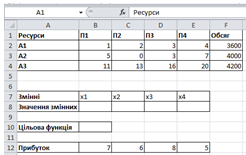 A1 fx Ресурси
A B C D E F
1 Ресурси П1 П2 П3 П4 Обсяг
2 А1 1 2 3 4 3600
3 А2 5 0 3 7 4000
4 А3 11 13 16 20 4200
5
6
7 Змінні x1 x2 x3 x4
8 Значення змінних
9
10 Цільова функція
11
12 Прибуток 7 6 8 5